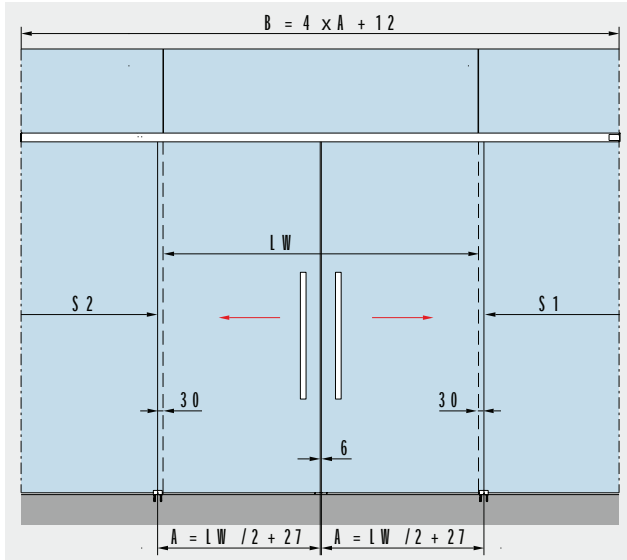 B = 4 x A + 12
LW
S2
S1
30
30
6
A = LW /2 + 27
A = LW /2 + 27